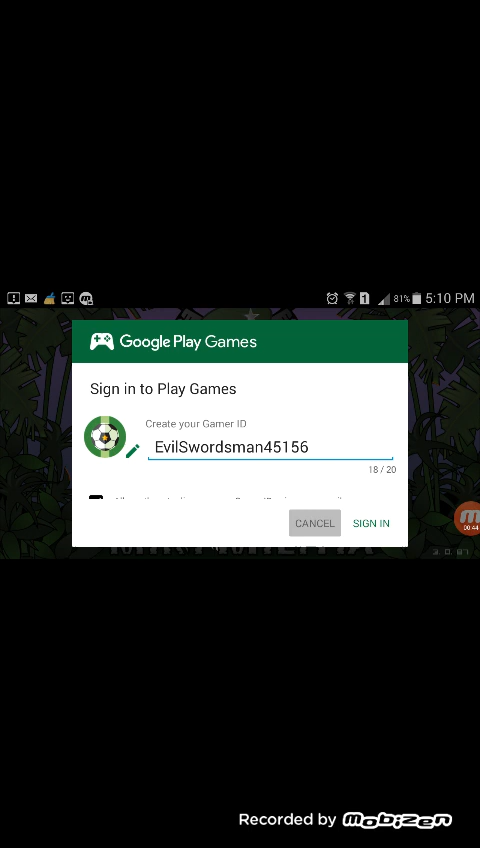 81% 5:10 PM
Google Play Games
Sign in to Play Games
Create your Gamer ID
EvilSwordsman45156
18 / 20
CANCEL SIGN IN
00:44
Recorded by Mobizen